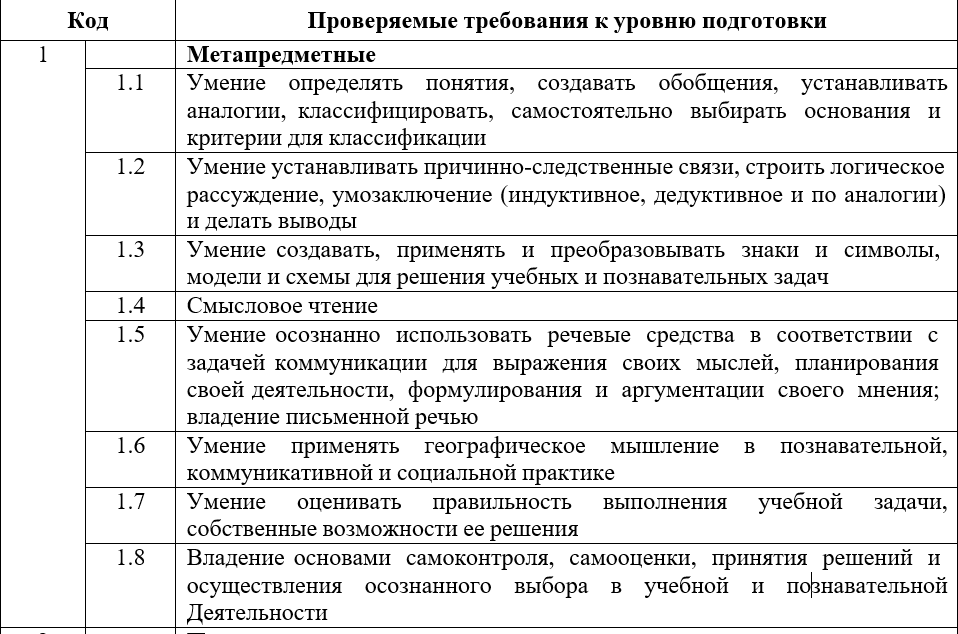 Код Проверяемые требования к уровню подготовки
1 Метапредметные
1.1 Умение определять понятия, создавать обобщения, устанавливать
аналогии, классифицировать, самостоятельно выбирать основания и
критерии для классификации
1.2 Умение устанавливать причинно-следственные связи, строить логическое
рассуждение, умозаключение (индуктивное, дедуктивное и по аналогии)
и делать выводы
1.3 Умение создавать, применять и преобразовывать знаки и символы,
модели и схемы для решения учебных и познавательных задач
1.4 Смысловое чтение
1.5 Умение осознанно использовать речевые средства в соответствии с
задачей коммуникации для выражения своих мыслей, планирования
своей деятельности, формулирования и аргументации своего мнения;
владение письменной речью
1.6 Умение применять географическое мышление в познавательной,
коммуникативной и социальной практике
1.7 Умение оценивать правильность выполнения учебной задачи,
собственные возможности ее решения
1.8 Владение основами самоконтроля, самооценки, принятия решений и
осуществления осознанного выбора в учебной и познавательной
Деятельности